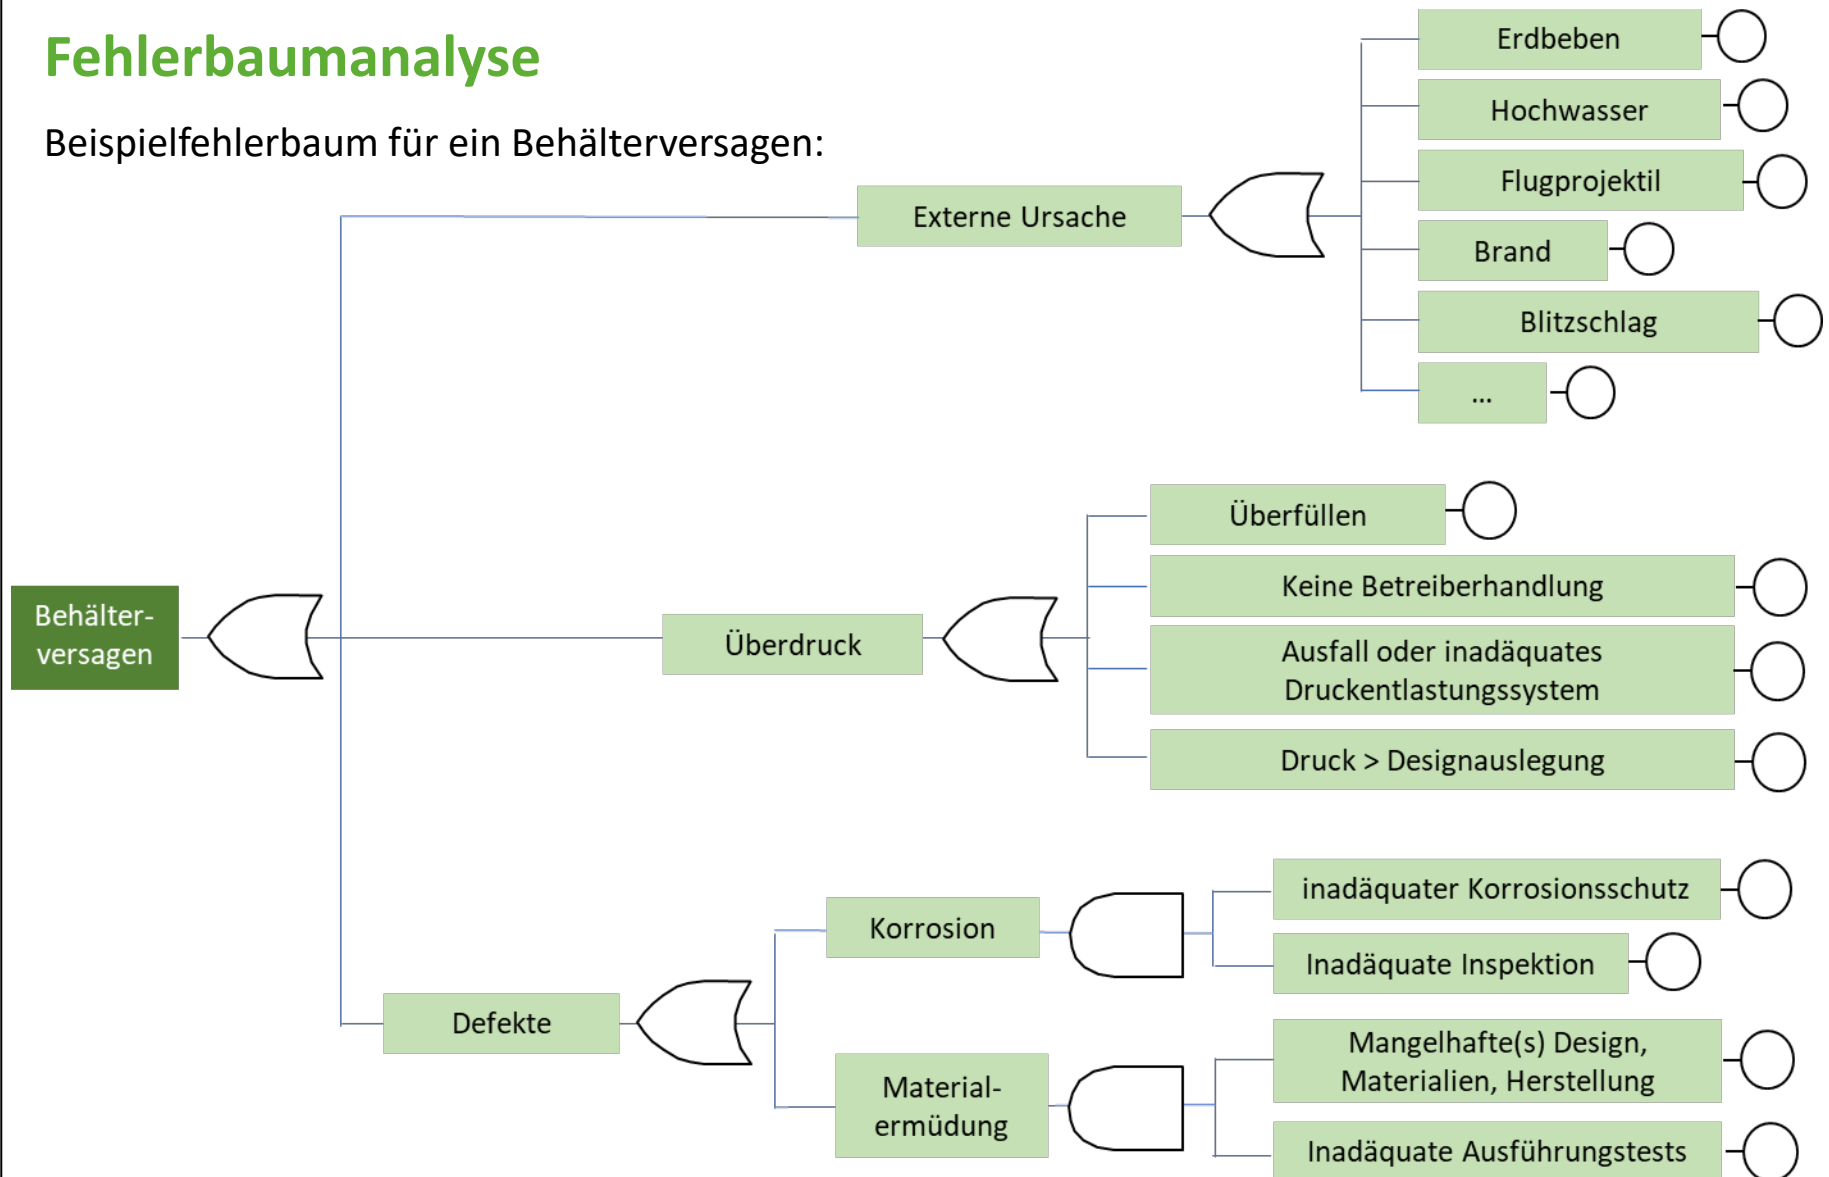 Fehlerbaumanalyse
Beispielfehlerbaum für ein Behälterversagen:
Erdbeben
Hochwasser
Flugprojektil
Externe Ursache
Brand
Blitzschlag
...
Überfüllen
Keine Betreiberhandlung
Behälter-
versagen
Überdruck
Ausfall oder inadäquates
Druckentlastungssystem
Druck > Designauslegung
inadäquater Korrosionsschutz
Korrosion
Inadäquate Inspektion
Defekte
Mangelhafte(s) Design,
Materialien, Herstellung
Material-
ermüdung
Inadäquate Ausführungstests